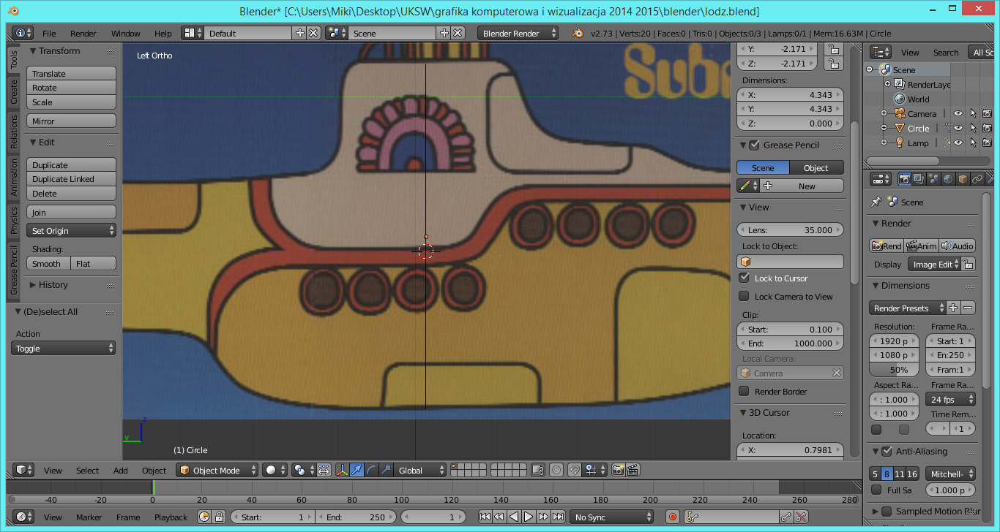 Blender* [C:\Users\Miki\Desktop\UKSW\grafika komputerowa i wizualizacja 2014 2015\blender\lodz.blend]
File Render Window Help Default Scene Blender Render v2.73 | Verts:20 | Faces:0 | Tris:0 | Objects:0/3 | Lamps:0/1 | Mem:16.63M | Circle
Tools
Create
Relations
Animation
Physics
Grease Pencil
Transform
Translate
Rotate
Scale
Mirror
Edit
Duplicate
Duplicate Linked
Delete
Join
Set Origin
Shading:
Smooth Flat
History
(De)select All
Action
Toggle
Left Ortho
Sub
z
y
(1) Circle
Y: -2.171
Z: -2.171
Dimensions:
X: 4.343
Y: 4.343
Z: 0.000
Grease Pencil
Scene Object
New
View
Lens: 35.000
Lock to Object:
Lock to Cursor
Lock Camera to View
Clip:
Start: 0.100
End: 1000.000
Local Camera:
Camera
Render Border
3D Cursor
Location:
X: 0.7981
View Search All Sc
Scene
RenderLaye
World
Camera
Circle
Lamp
Scene
Render
Rend Anim Audio
Display Image Edit
Dimensions
Render Presets
Resolution: Frame Ra...
1920 p Start: 1
1080 p En:250
50% Fram:1
Aspect Ra... Frame Ra...
: 1.000 24 fps
: 1.000 Time Rem...
1
Anti-Aliasing
5 8 11 16 Mitchell-
Full Sa 1.000 p
Sampled Motion Blur
View Select Add Object Object Mode Global
-40 -20 0 20 40 60 80 100 120 140 160 180 200 220 240 260 280
View Marker Frame Playback Start: 1 End: 250 1 No Sync